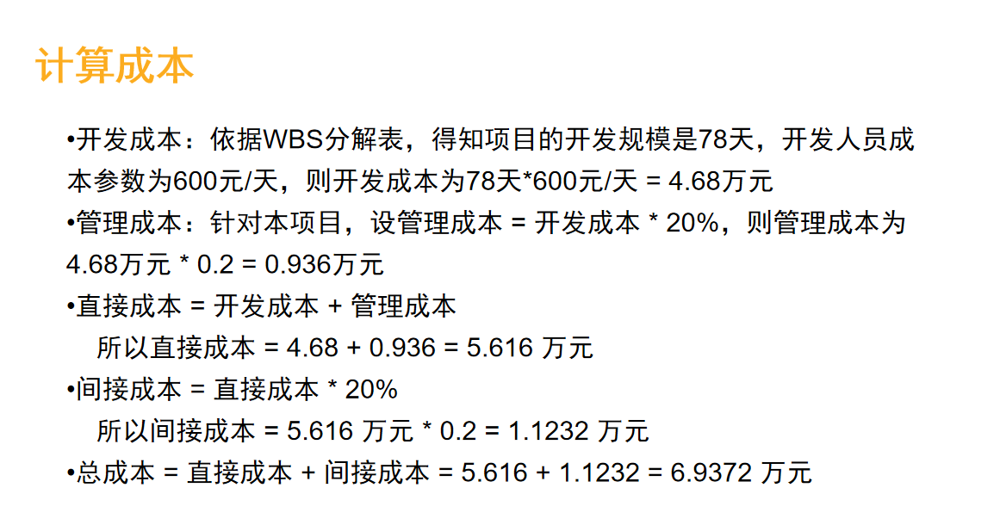 计算成本
•开发成本：依据WBS分解表，得知项目的开发规模是78天，开发人员成
本参数为600元/天，则开发成本为78天*600元/天 = 4.68万元
•管理成本：针对本项目，设管理成本 = 开发成本 * 20%，则管理成本为
4.68万元 * 0.2 = 0.936万元
•直接成本 = 开发成本 + 管理成本
所以直接成本 = 4.68 + 0.936 = 5.616 万元
•间接成本 = 直接成本 * 20%
所以间接成本 = 5.616 万元 * 0.2 = 1.1232 万元
•总成本 = 直接成本 + 间接成本 = 5.616 + 1.1232 = 6.9372 万元